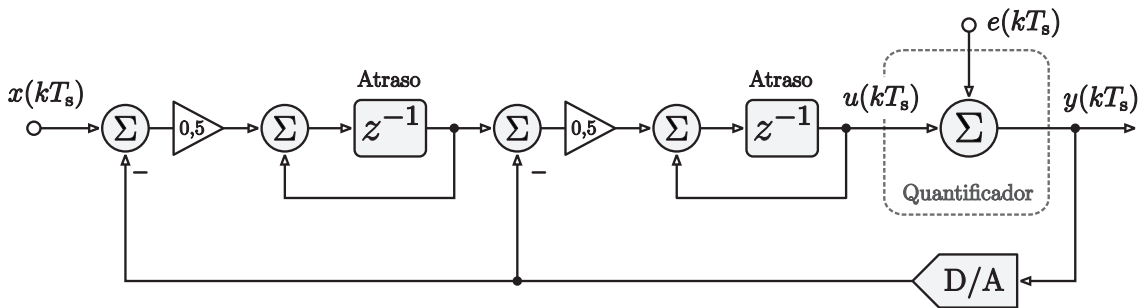 e(kTₛ)
Atraso
Atraso
x(kTₛ)
u(kTₛ)
y(kTₛ)
Σ
0,5
Σ
z⁻¹
Σ
0,5
Σ
z⁻¹
Σ
−
−
Quantificador
D/A